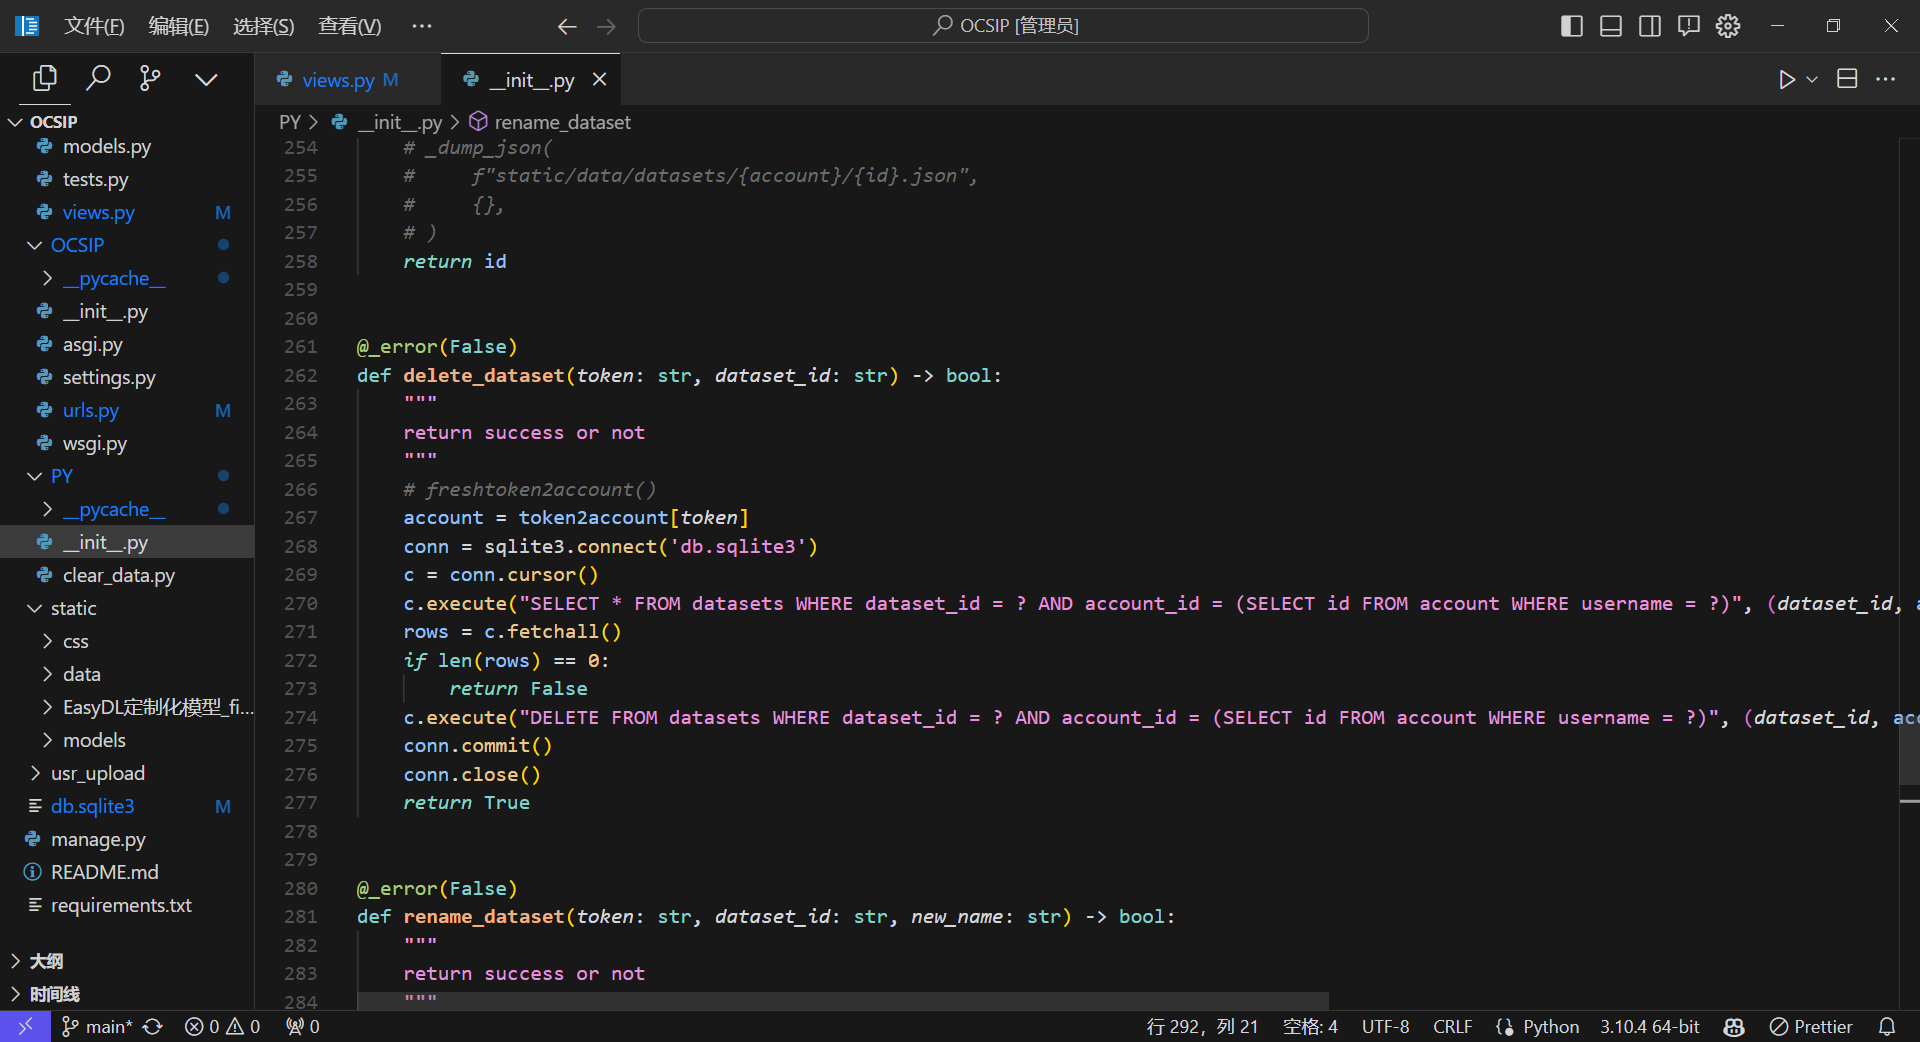 文件(F) 编辑(E) 选择(S) 查看(V) ··· OCSIP [管理员]
views.py M __init__.py
OCSIP
models.py
tests.py
views.py M
OCSIP
__pycache__
__init__.py
asgi.py
settings.py
urls.py M
wsgi.py
PY
__pycache__
__init__.py
clear_data.py
static
css
data
EasyDL定制化模型_fi...
models
usr_upload
db.sqlite3 M
manage.py
README.md
requirements.txt
大纲
时间线
PY > __init__.py > rename_dataset
254 # _dump_json(
255 #     f"static/data/datasets/{account}/{id}.json",
256 #     {},
257 # )
258 return id
259
260
261 @_error(False)
262 def delete_dataset(token: str, dataset_id: str) -> bool:
263 """
264 return success or not
265 """
266 # freshtoken2account()
267 account = token2account[token]
268 conn = sqlite3.connect('db.sqlite3')
269 c = conn.cursor()
270 c.execute("SELECT * FROM datasets WHERE dataset_id = ? AND account_id = (SELECT id FROM account WHERE username = ?)", (dataset_id, a
271 rows = c.fetchall()
272 if len(rows) == 0:
273 return False
274 c.execute("DELETE FROM datasets WHERE dataset_id = ? AND account_id = (SELECT id FROM account WHERE username = ?)", (dataset_id, acc
275 conn.commit()
276 conn.close()
277 return True
278
279
280 @_error(False)
281 def rename_dataset(token: str, dataset_id: str, new_name: str) -> bool:
282 """
283 return success or not
284 """
main* 0 0 0 行 292，列 21 空格: 4 UTF-8 CRLF Python 3.10.4 64-bit Prettier